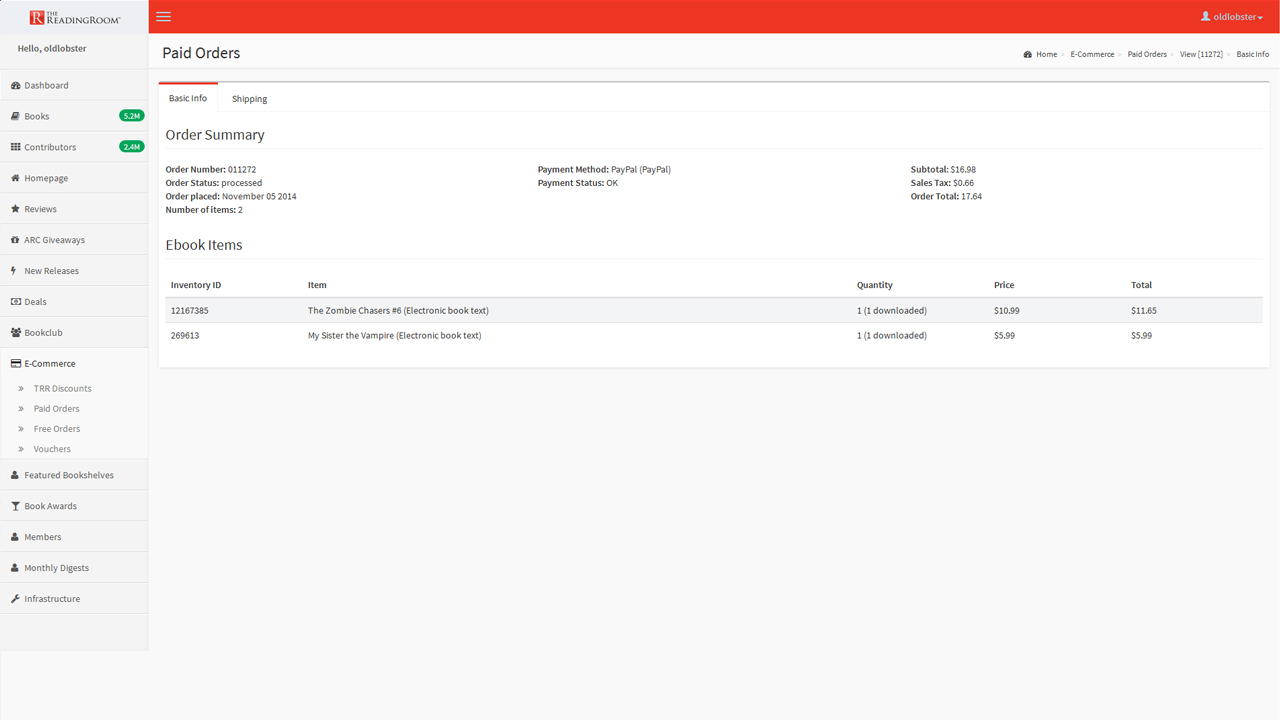 R THE READINGROOM
oldlobster
Hello, oldlobster
Paid Orders
Home > E-Commerce > Paid Orders > View [11272] > Basic Info
Dashboard
Books 5.2M
Contributors 2.4M
Homepage
Reviews
ARC Giveaways
New Releases
Deals
Bookclub
E-Commerce
» TRR Discounts
» Paid Orders
» Free Orders
» Vouchers
Featured Bookshelves
Book Awards
Members
Monthly Digests
Infrastructure
Basic Info Shipping
Order Summary
Order Number: 011272
Order Status: processed
Order placed: November 05 2014
Number of items: 2
Payment Method: PayPal (PayPal)
Payment Status: OK
Subtotal: $16.98
Sales Tax: $0.66
Order Total: 17.64
Ebook Items
Inventory ID Item Quantity Price Total
12167385 The Zombie Chasers #6 (Electronic book text) 1 (1 downloaded) $10.99 $11.65
269613 My Sister the Vampire (Electronic book text) 1 (1 downloaded) $5.99 $5.99